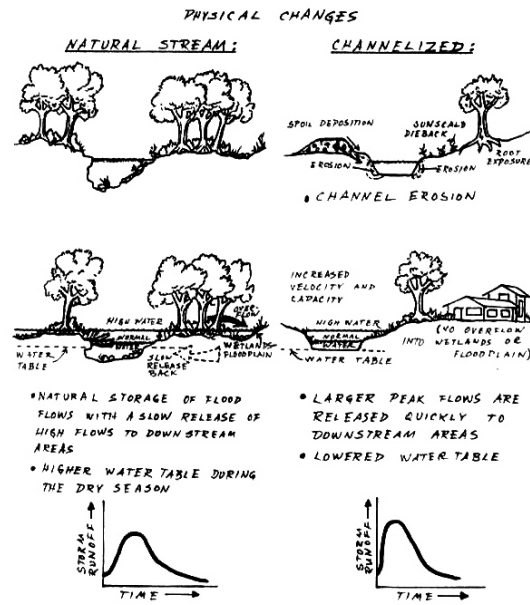 PHYSICAL CHANGES
NATURAL STREAM:
CHANNELIZED:
SPOIL DEPOSITION
SUNSCALD
DIEBACK
EROSION
EROSION
ROOT
EXPOSURE
• CHANNEL EROSION
HIGH WATER
NORMAL
WATER
OVER-
FLOW
WATER
TABLE
SLOW
RELEASE
BACK
WETLANDS
FLOODPLAIN
INCREASED
VELOCITY AND
CAPACITY
HIGH WATER
NORMAL
WATER
WATER TABLE
(NO OVERFLOW
INTO WETLANDS OR
FLOODPLAIN)
• NATURAL STORAGE OF FLOOD
FLOWS WITH A SLOW RELEASE OF
HIGH FLOWS TO DOWNSTREAM
AREAS
• HIGHER WATER TABLE DURING
THE DRY SEASON
• LARGER PEAK FLOWS ARE
RELEASED QUICKLY TO
DOWNSTREAM AREAS
• LOWERED WATER TABLE
STORM
RUNOFF
TIME
STORM
RUNOFF
TIME